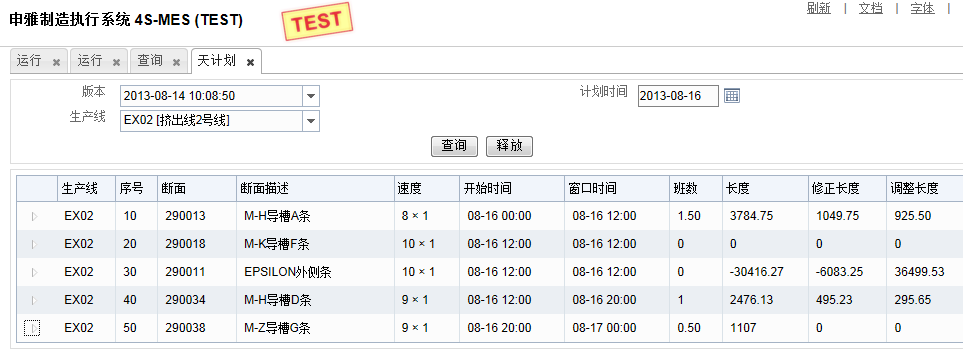 申雅制造执行系统 4S-MES (TEST) TEST 刷新 | 文档 | 字体 |
运行 运行 查询 天计划
版本 2013-08-14 10:08:50 计划时间 2013-08-16
生产线 EX02 [挤出线2号线]
查询 释放
生产线 序号 断面 断面描述 速度 开始时间 窗口时间 班数 长度 修正长度 调整长度
EX02 10 290013 M-H导槽A条 8 × 1 08-16 00:00 08-16 12:00 1.50 3784.75 1049.75 925.50
EX02 20 290018 M-K导槽F条 10 × 1 08-16 12:00 08-16 12:00 0 0 0 0
EX02 30 290011 EPSILON外侧条 10 × 1 08-16 12:00 08-16 12:00 0 -30416.27 -6083.25 36499.53
EX02 40 290034 M-H导槽D条 9 × 1 08-16 12:00 08-16 20:00 1 2476.13 495.23 295.65
EX02 50 290038 M-Z导槽G条 9 × 1 08-16 20:00 08-17 00:00 0.50 1107 0 0